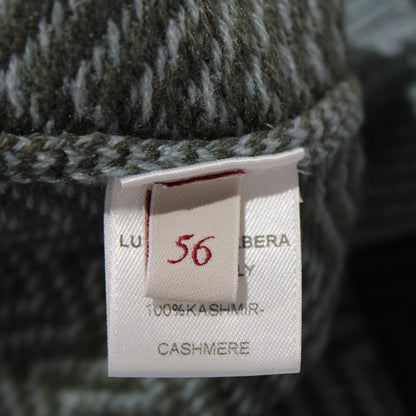 56
LU BERA
LY
100%KASHMIR-
CASHMERE